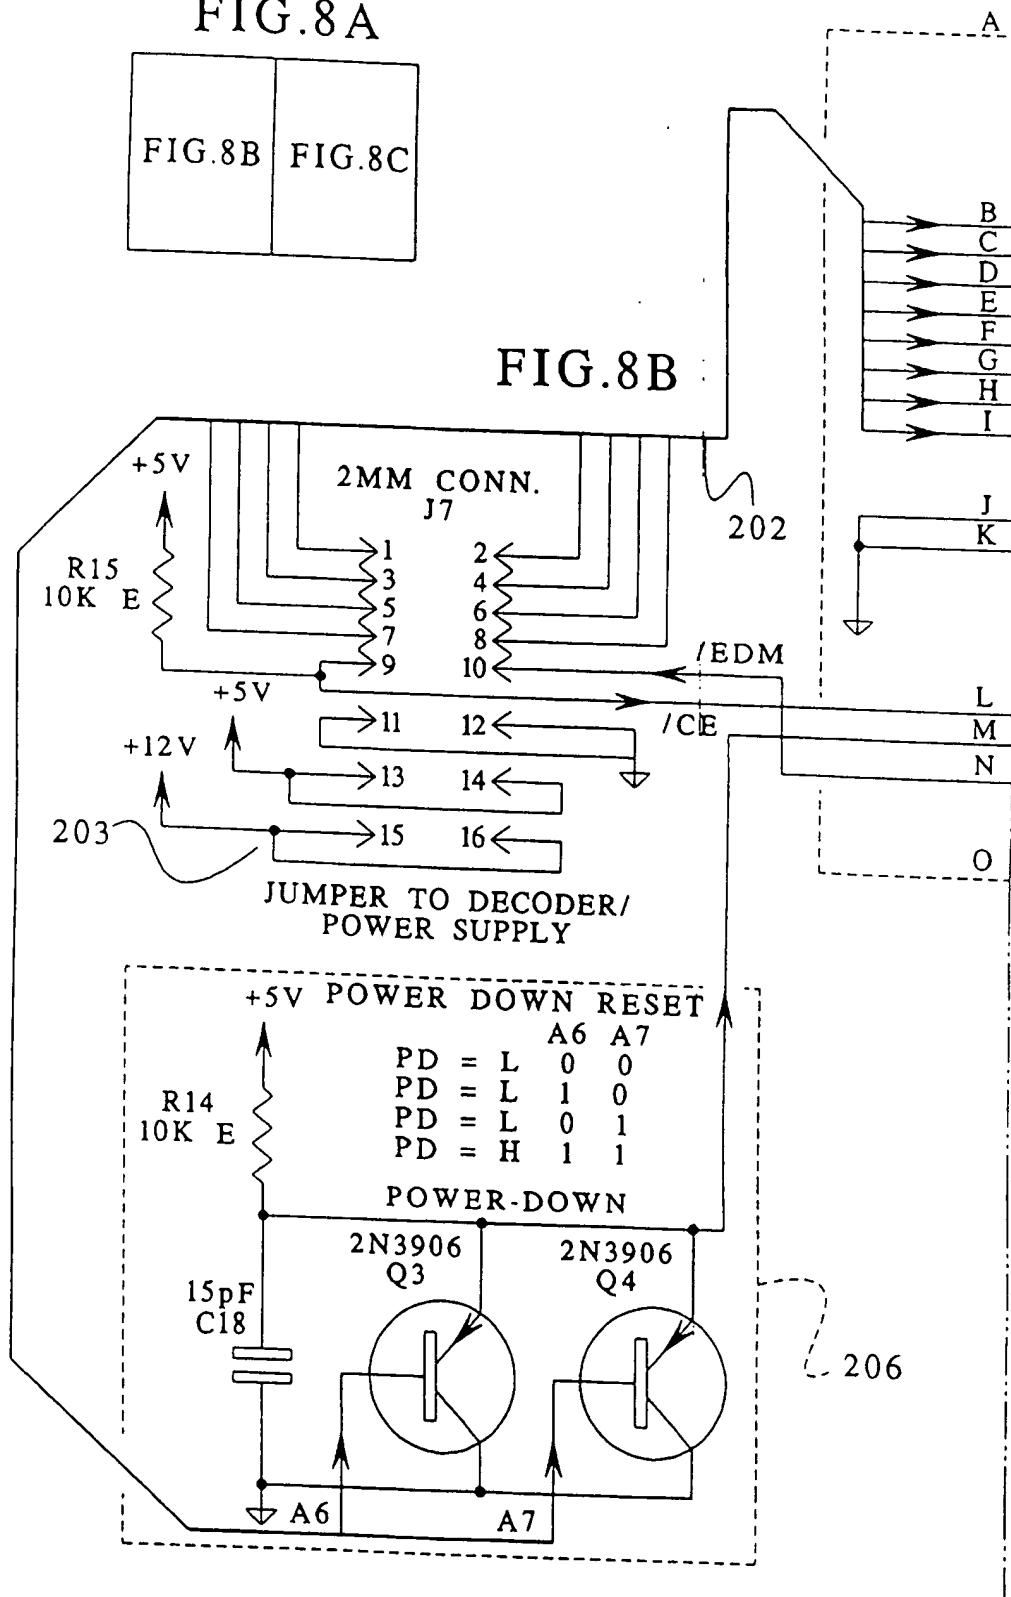 FIG.8A
FIG.8B FIG.8C
FIG.8B
A
B
C
D
E
F
G
H
I
J
K
L
M
N
O
+5V
2MM CONN.
J7
202
R15
10K E
1 2
3 4
5 6
7 8
9 10
/EDM
+5V
11 12
/CE
+12V
13 14
15 16
203
JUMPER TO DECODER/
POWER SUPPLY
+5V POWER DOWN RESET
A6 A7
PD = L 0 0
PD = L 1 0
PD = L 0 1
PD = H 1 1
R14
10K E
POWER-DOWN
2N3906
Q3
2N3906
Q4
15pF
C18
206
A6
A7